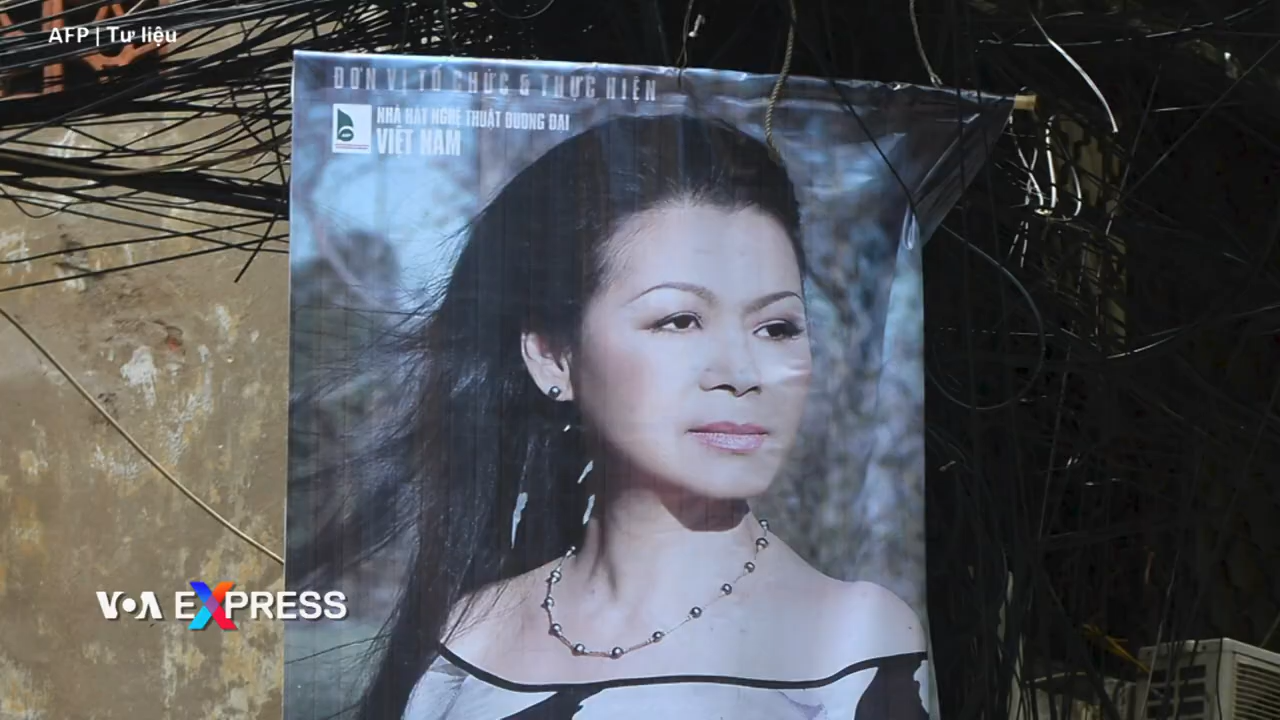 AFP | Tư liệu
ĐƠN VỊ TỔ CHỨC & THỰC HIỆN
NHÀ HÁT NGHỆ THUẬT ĐƯƠNG ĐẠI
VIỆT NAM
VOA EXPRESS